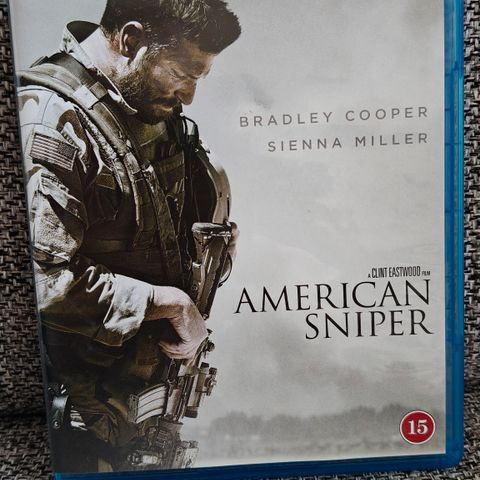 BRADLEY COOPER
SIENNA MILLER
A CLINT EASTWOOD FILM
AMERICAN
SNIPER
15